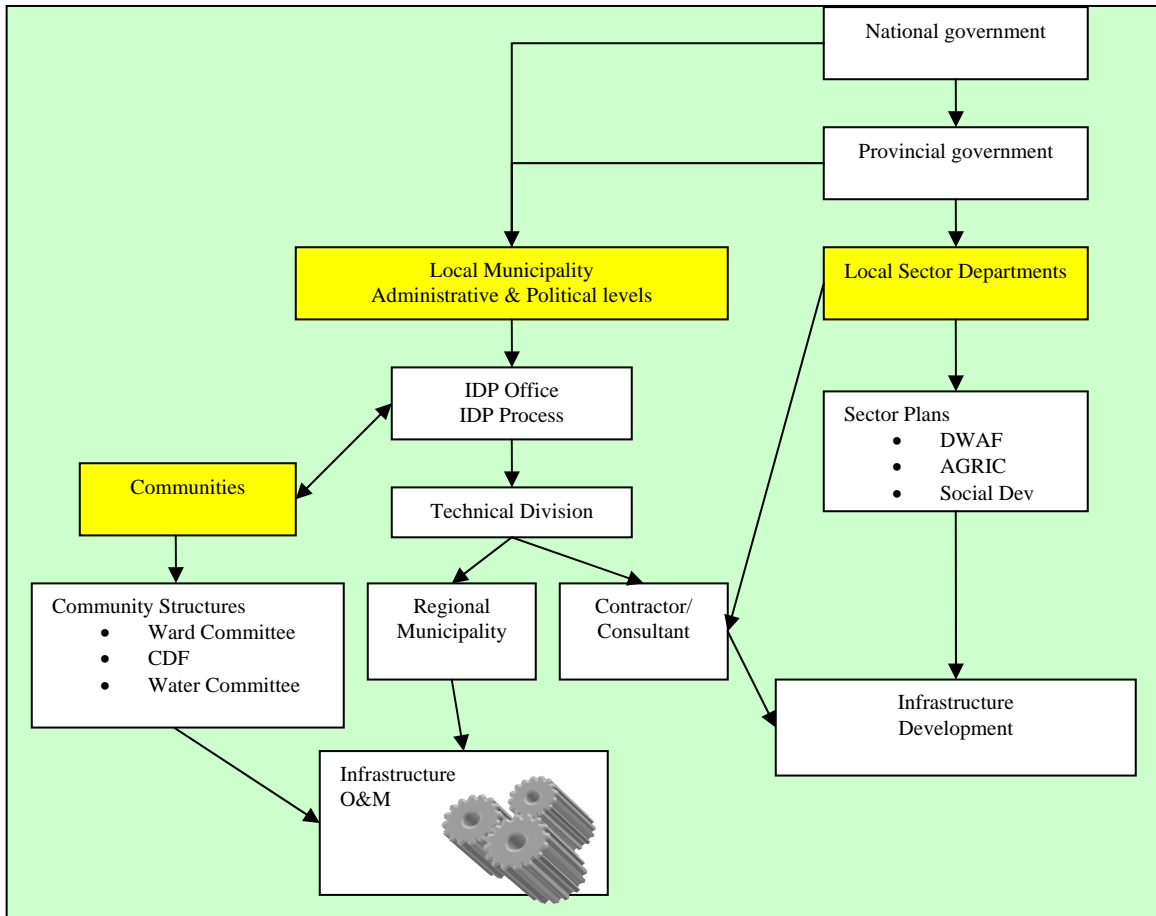 National government
Provincial government
Local Municipality
Administrative & Political levels
Local Sector Departments
IDP Office
IDP Process
Sector Plans
• DWAF
• AGRIC
• Social Dev
Communities
Technical Division
Community Structures
• Ward Committee
• CDF
• Water Committee
Regional
Municipality
Contractor/
Consultant
Infrastructure
Development
Infrastructure
O&M